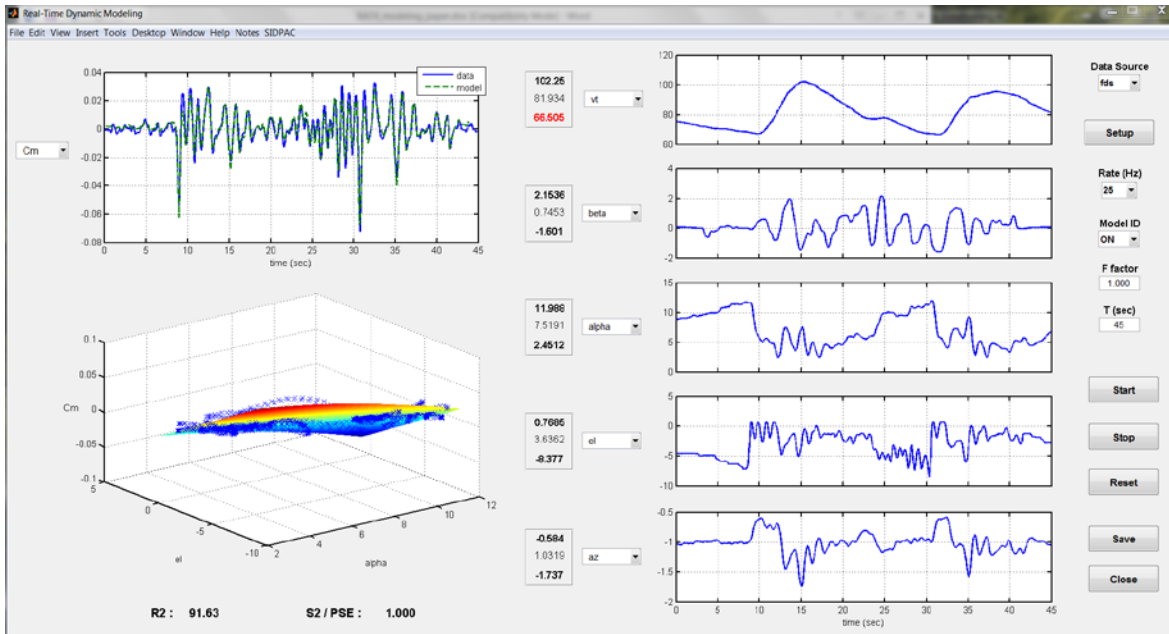 Real-Time Dynamic Modeling
File Edit View Insert Tools Desktop Window Help Notes SIDPAC
0.04
0.02
0
-0.02
-0.04
-0.06
-0.08
data
model
Cm
0 5 10 15 20 25 30 35 40 45
time (sec)
0.1
0.05
0
-0.05
-0.1
Cm
5
0
-5
-10
el
2 4 6 8 10 12
alpha
R2 : 91.63 S2 / PSE : 1.000
102.25
81.934
66.505
vt
2.1536
0.7453
-1.601
beta
11.986
7.5191
2.4512
alpha
0.7685
3.6362
-8.377
el
-0.584
1.0319
-1.737
az
120
100
80
60
4
2
0
-2
15
10
5
0
5
0
-5
-10
-0.5
-1
-1.5
-2
0 5 10 15 20 25 30 35 40 45
time (sec)
Data Source
fds
Setup
Rate (Hz)
25
Model ID
ON
F factor
1.000
T (sec)
45
Start
Stop
Reset
Save
Close